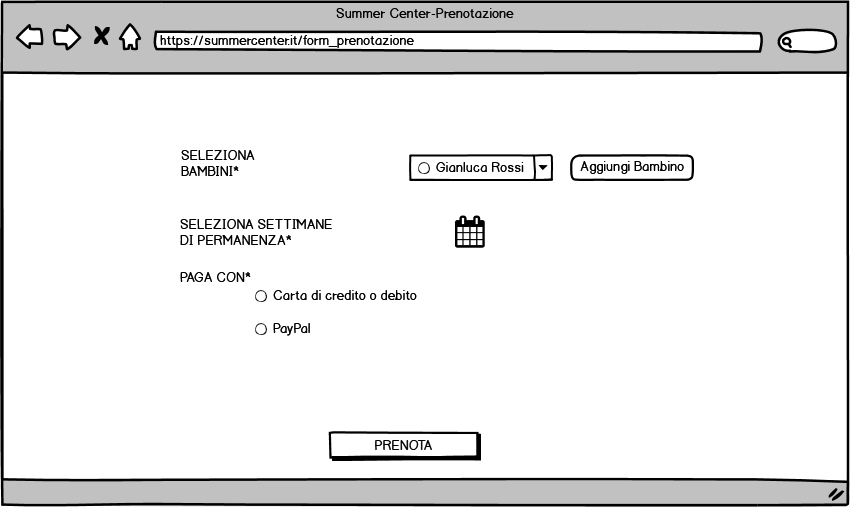 Summer Center-Prenotazione
https://summercenter.it/form_prenotazione
SELEZIONA
BAMBINI*
Gianluca Rossi
Aggiungi Bambino
SELEZIONA SETTIMANE
DI PERMANENZA*
PAGA CON*
Carta di credito o debito
PayPal
PRENOTA